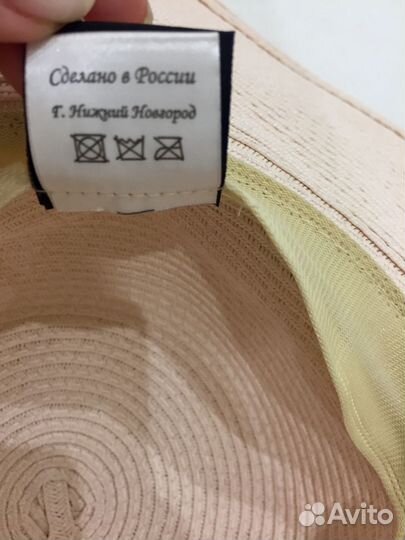 Сделано в России
Г. Нижний Новгород
Avito